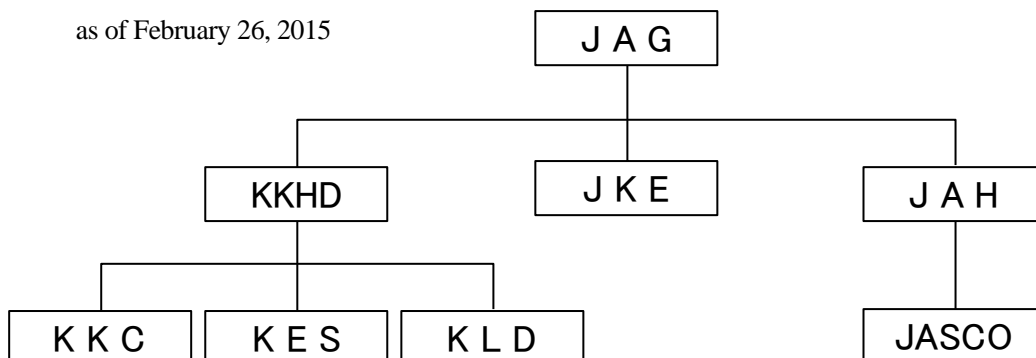 as of February 26, 2015
J A G
KKHD
J K E
J A H
K K C
K E S
K L D
JASCO